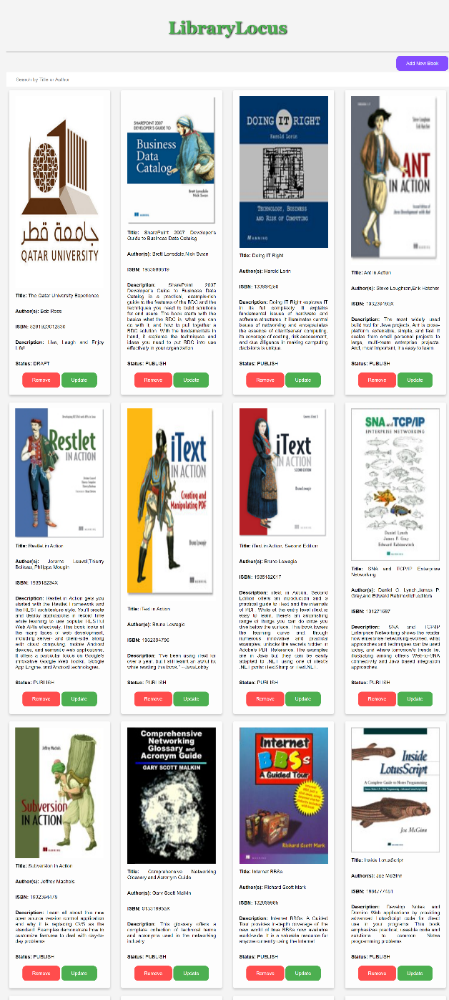 LibraryLocus
Add New Book
Search by Title or Author
جامعة قطر
QATAR UNIVERSITY
Title: The Qatar University Experience
Author(s): Bob Ross
ISBN: 8281923012830
Description: Live, Laugh and Enjoy
Life!
Status: DRAFT
Remove Update
SHAREPOINT 2007
DEVELOPER'S GUIDE TO
Business
Data
Catalog
Brett Lonsdale
Nick Swan
MANNING
Title: SharePoint 2007 Developer's
Guide to Business Data Catalog
Author(s): Brett Lonsdale,Nick Swan
ISBN: 1933988819
Description: SharePoint 2007
Developer's Guide to Business Data
Catalog is a practical, example-rich
guide to the features of the BDC and the
techniques you need to build solutions
for end users. The book starts with the
basics what the BDC is, what you can
do with it, and how to pull together a
BDC solution. With the fundamentals in
hand, it explores the techniques and
ideas you need to put BDC into use
effectively in your organization.
Status: PUBLISH
Remove Update
DOING IT RIGHT
Harold Lorin
TECHNOLOGY, BUSINESS
AND RISK OF COMPUTING
MANNING
Title: Doing IT Right
Author(s): Harold Lorin
ISBN: 133964256
Description: Doing IT Right explores IT
in its full complexity. It explains
fundamental issues of hardware and
software structures; it illuminates central
issues of networking and encapsulates
the essence of client/server computing;
its coverage of costing, risk assessment,
and due diligence in making computing
decisions is unique.
Status: PUBLISH
Remove Update
Steve Loughran
Erik Hatcher
ANT
IN ACTION
Second Edition of
Java Development with Ant
MANNING
Title: Ant in Action
Author(s): Steve Loughran,Erik Hatcher
ISBN: 193239480X
Description: The most widely used
build tool for Java projects, Ant is cross-
platform, extensible, simple, and fast. It
scales from small personal projects to
large, multi-team enterprise projects.
And, most important, it's easy to learn.
Status: PUBLISH
Remove Update
Developing RESTful web APIs in Java
Restlet
IN ACTION
Jerome Louvel
Thierry Templier
Thierry Boileau
MANNING
Title: Restlet in Action
Author(s): Jerome Louvel,Thierry
Boileau, Philippe Mougin
ISBN: 193518234X
Description: Restlet in Action gets you
started with the Restlet Framework and
the REST architecture style. You'll create
and deploy applications in record time
while learning to use popular RESTful
Web APIs effectively. This book looks at
the many faces of web development,
including server- and client-side, along
with cloud computing, mobile Android
devices, and semantic web applications.
It offers a particular focus on Google's
innovative Google Web Toolkit, Google
App Engine, and Android technologies.
Status: PUBLISH
Remove Update
iText
IN ACTION
Creating and
Manipulating PDF
Bruno Lowagie
MANNING
Title: iText in Action
Author(s): Bruno Lowagie
ISBN: 1932394796
Description: "I've been using iText for
over a year, but I still learnt an awful lot
while reading this book." --JavaLobby
Status: PUBLISH
Remove Update
Covers iText 5
iText
IN ACTION
SECOND EDITION
Bruno Lowagie
MANNING
Title: iText in Action, Second Edition
Author(s): Bruno Lowagie
ISBN: 1935182617
Description: iText in Action, Second
Edition offers an introduction and a
practical guide to iText and the internals
of PDF. While at the entry level iText is
easy to learn, there's an astonishing
range of things you can do once you
dive below the surface. This book lowers
the learning curve and, though
numerous innovative and practical
examples, unlocks the secrets hidden in
Adobe's PDF Reference. The examples
are in Java but they can be easily
adapted to .NET using one of iText's
.NET ports: iTextSharp or iText.NET.
Status: PUBLISH
Remove Update
SNA and TCP/IP
ENTERPRISE NETWORKING
Daniel Lynch
James P. Gray
Edward Rabinovitch
MANNING
Title: SNA and TCP/IP Enterprise
Networking
Author(s): Daniel C. Lynch,James P.
Gray,and Edward Rabinovitch,editors
ISBN: 131271687
Description: SNA and TCP/IP
Enterprise Networking shows the reader
how enterprise networking evolved, what
approaches and techniques can be used
today, and where tomorrow's trends lie,
illustrating among others Web-to-SNA
connectivity and Java based integration
approaches.
Status: PUBLISH
Remove Update
Jeffrey Machols
Subversion
IN ACTION
MANNING
Title: Subversion in Action
Author(s): Jeffrey Machols
ISBN: 1932394478
Description: Learn all about this new
open source version control application
and why it is replacing CVS as the
standard. Examples demonstrate how to
customize features to deal with day-to-
day problems.
Status: PUBLISH
Remove Update
Comprehensive
Networking
Glossary and
Acronym Guide
GARY SCOTT MALKIN
Title: Comprehensive Networking
Glossary and Acronym Guide
Author(s): Gary Scott Malkin
ISBN: 013319955X
Description: This glossary offers a
complete collection of technical terms
and acronyms used in the networking
industry.
Status: PUBLISH
Remove Update
Internet
BBSs
A Guided Tour
Richard Scott Mark
Title: Internet BBSs
Author(s): Richard Scott Mark
ISBN: 132869985
Description: Internet BBSs: A Guided
Tour provides in-depth coverage of the
new world of true BBSs now available
world-wide. It is a valuable resource for
anyone currently using the Internet.
Status: PUBLISH
Remove Update
Inside
LotusScript
A Complete Guide to Notes Programming
Joe McGinn
Title: Inside LotusScript
Author(s): Joe McGinn
ISBN: 1884777481
Description: Develop Notes and
Domino Web applications by providing
advanced LotusScript code for direct
use in your programs. This book
emphasizes practical, useable code and
solutions to common Notes
programming problems.
Status: PUBLISH
Remove Update